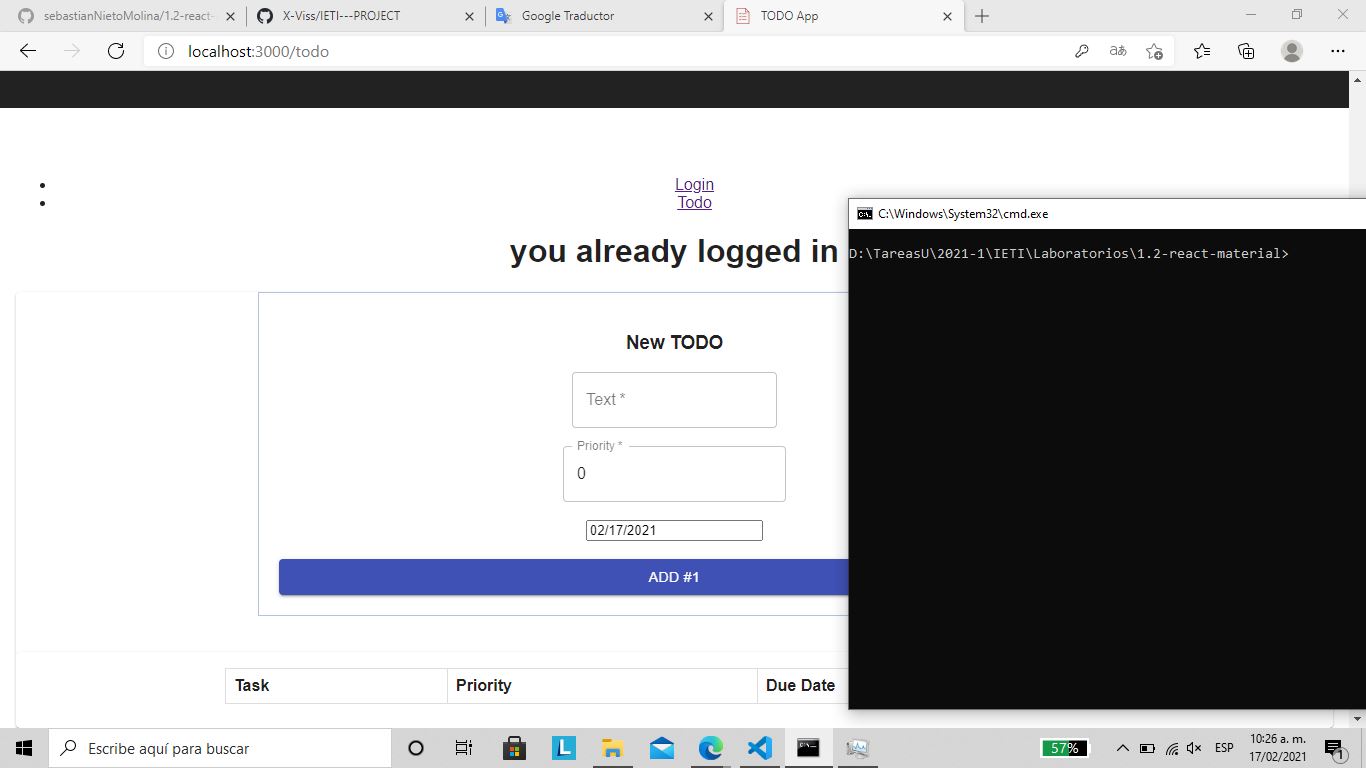 sebastianNietoMolina/1.2-react-
X-Viss/IETI---PROJECT
Google Traductor
TODO App
localhost:3000/todo
Login
Todo
you already logged in
C:\Windows\System32\cmd.exe
D:\TareasU\2021-1\IETI\Laboratorios\1.2-react-material>
New TODO
Text *
Priority *
0
02/17/2021
ADD #1
Task Priority Due Date
Escribe aquí para buscar
57%
ESP
10:26 a. m.
17/02/2021
1